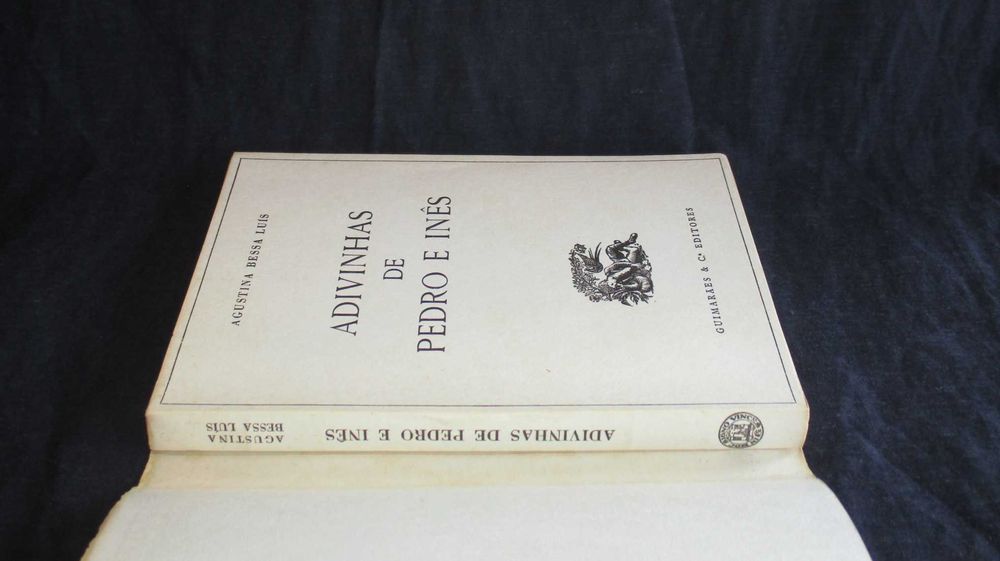 AGUSTINA BESSA LUÍS
ADIVINHAS
DE
PEDRO E INÊS
GUIMARÃES & Cª EDITORES
AGUSTINA
BESSA LUÍS
ADIVINHAS DE PEDRO E INÊS